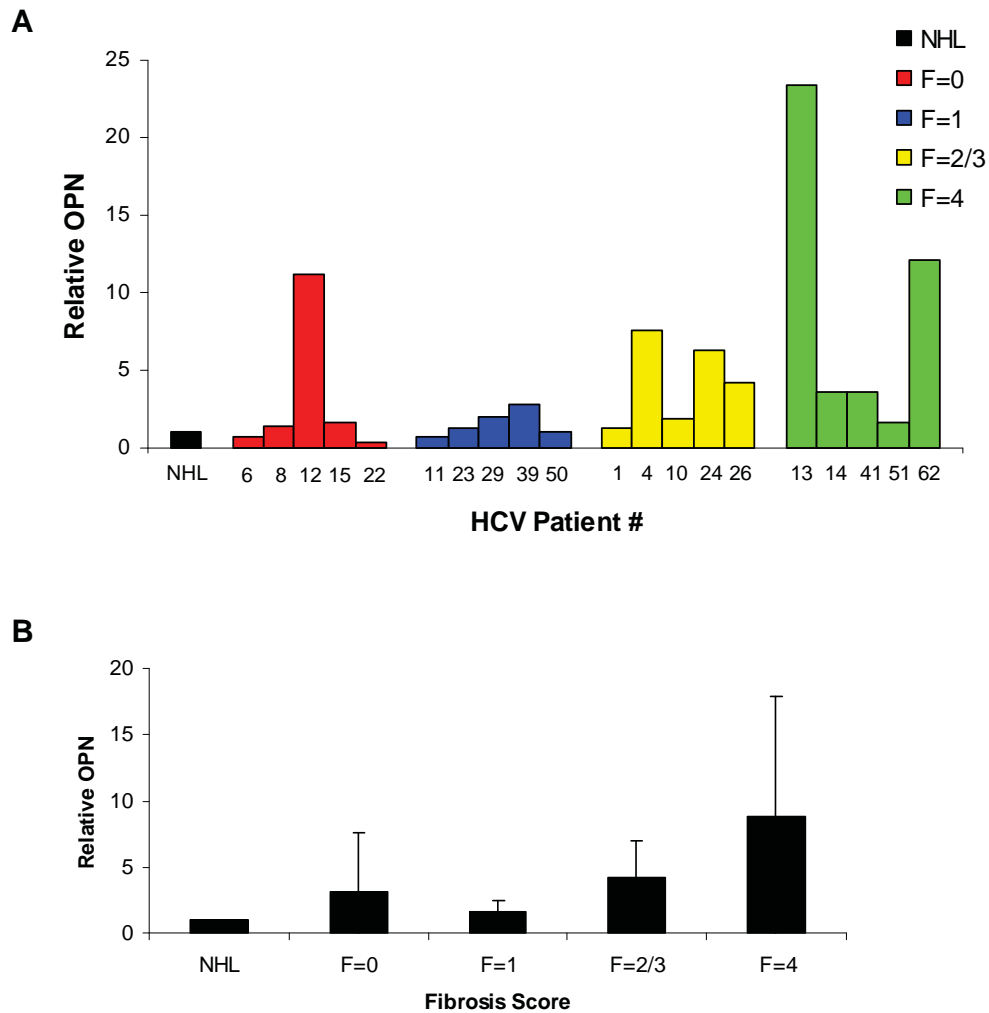 A
NHL
F=0
F=1
F=2/3
F=4
25
20
15
10
5
0
Relative OPN
NHL 6 8 12 15 22 11 23 29 39 50 1 4 10 24 26 13 14 41 51 62
HCV Patient #
B
20
15
10
5
0
Relative OPN
NHL F=0 F=1 F=2/3 F=4
Fibrosis Score